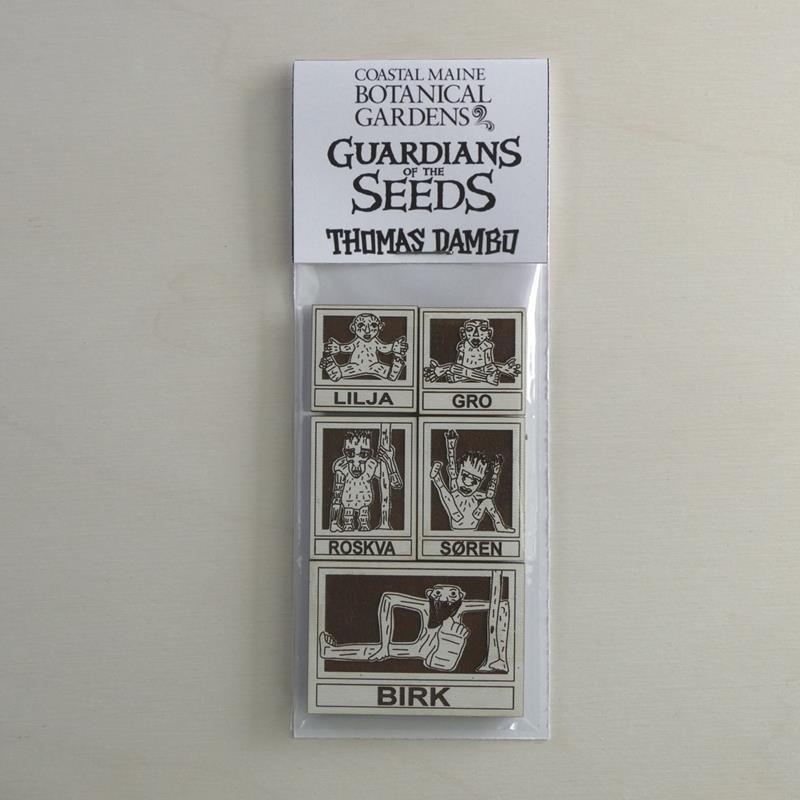 COASTAL MAINE
BOTANICAL
GARDENS
GUARDIANS
OF THE
SEEDS
THOMAS DAMBO
LILJA
GRO
ROSKVA
SØREN
BIRK